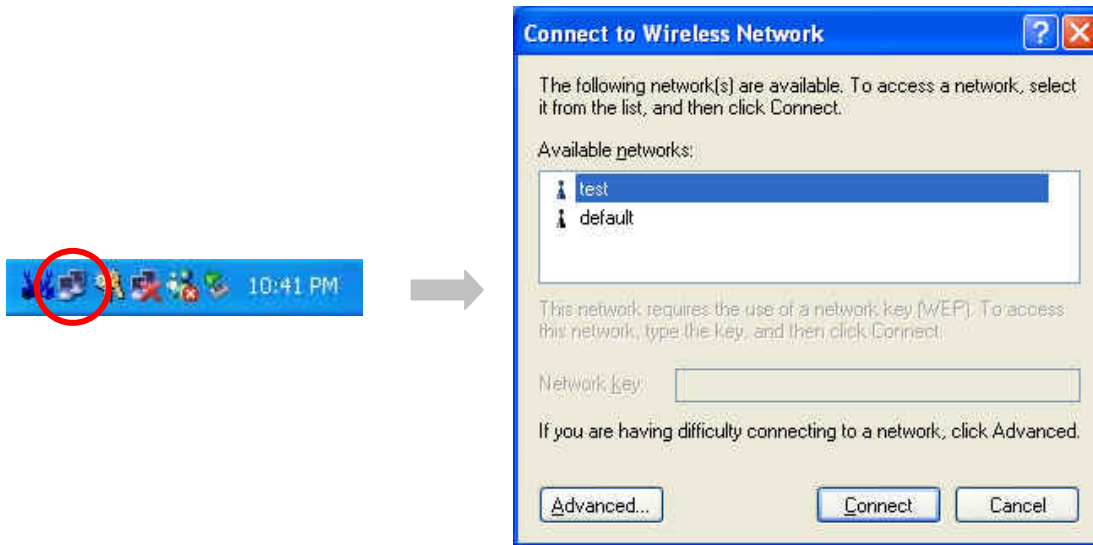 10:41 PM
Connect to Wireless Network
The following network(s) are available. To access a network, select
it from the list, and then click Connect.
Available networks:
test
default
This network requires the use of a network key (WEP). To access
this network, type the key, and then click Connect.
Network key:
If you are having difficulty connecting to a network, click Advanced.
Advanced... Connect Cancel